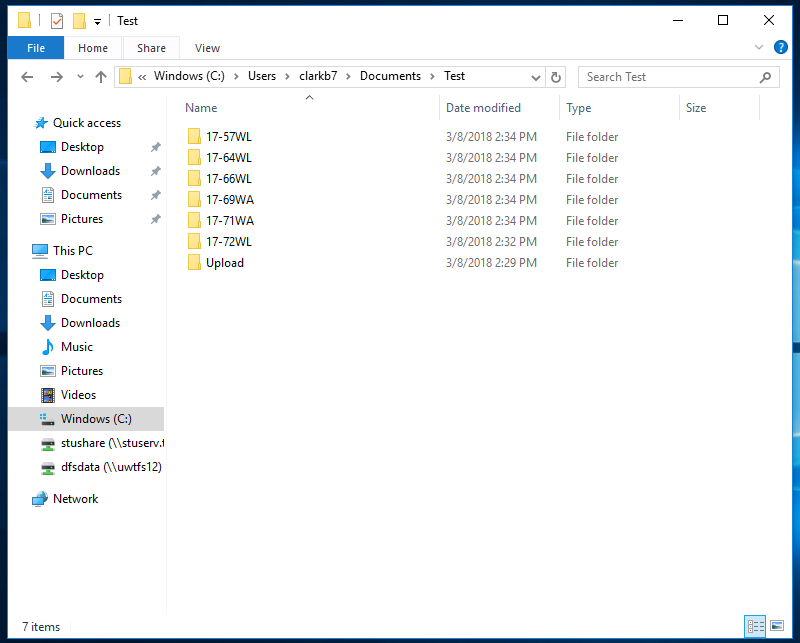 Test
File Home Share View
« Windows (C:) › Users › clarkb7 › Documents › Test Search Test
Name Date modified Type Size
Quick access
Desktop
Downloads
Documents
Pictures
This PC
Desktop
Documents
Downloads
Music
Pictures
Videos
Windows (C:)
stushare (\\stuserv.t
dfsdata (\\uwtfs12)
Network
17-57WL 3/8/2018 2:34 PM File folder
17-64WL 3/8/2018 2:34 PM File folder
17-66WL 3/8/2018 2:34 PM File folder
17-69WA 3/8/2018 2:34 PM File folder
17-71WA 3/8/2018 2:34 PM File folder
17-72WL 3/8/2018 2:32 PM File folder
Upload 3/8/2018 2:29 PM File folder
7 items